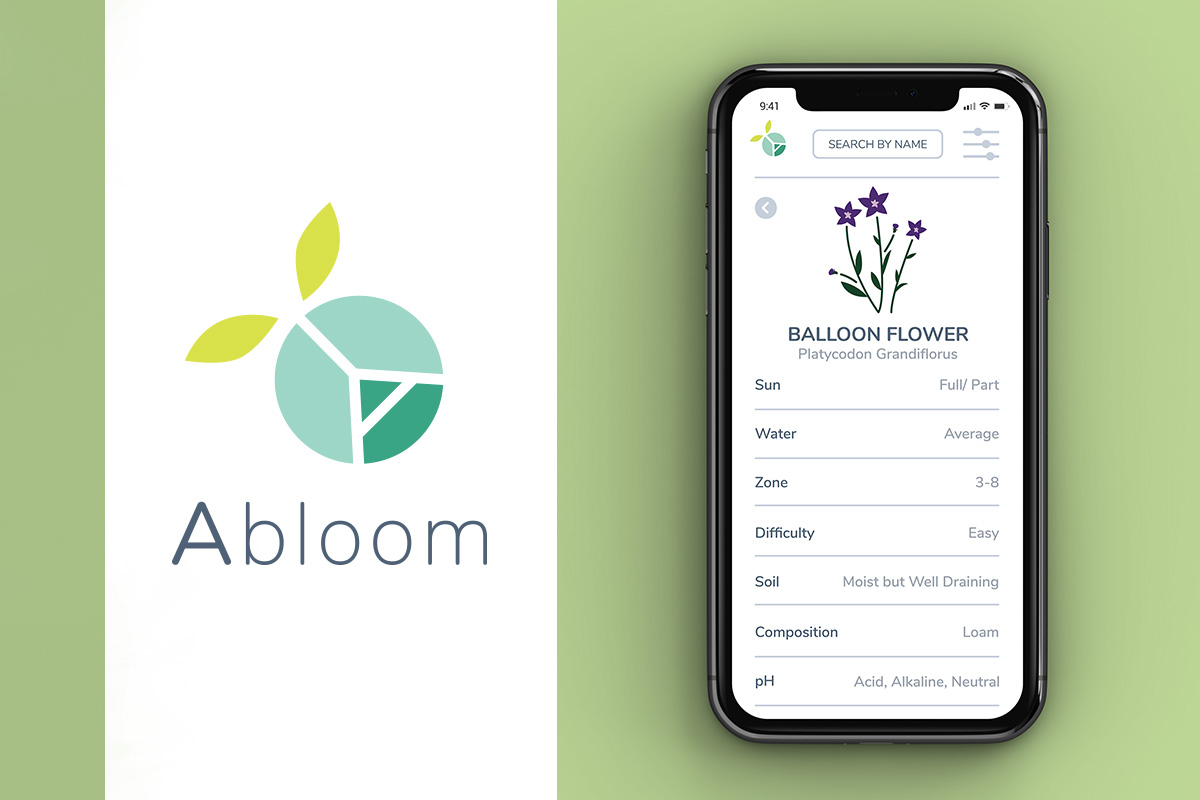 Abloom
9:41
SEARCH BY NAME
BALLOON FLOWER
Platycodon Grandiflorus
Sun Full/ Part
Water Average
Zone 3-8
Difficulty Easy
Soil Moist but Well Draining
Composition Loam
pH Acid, Alkaline, Neutral